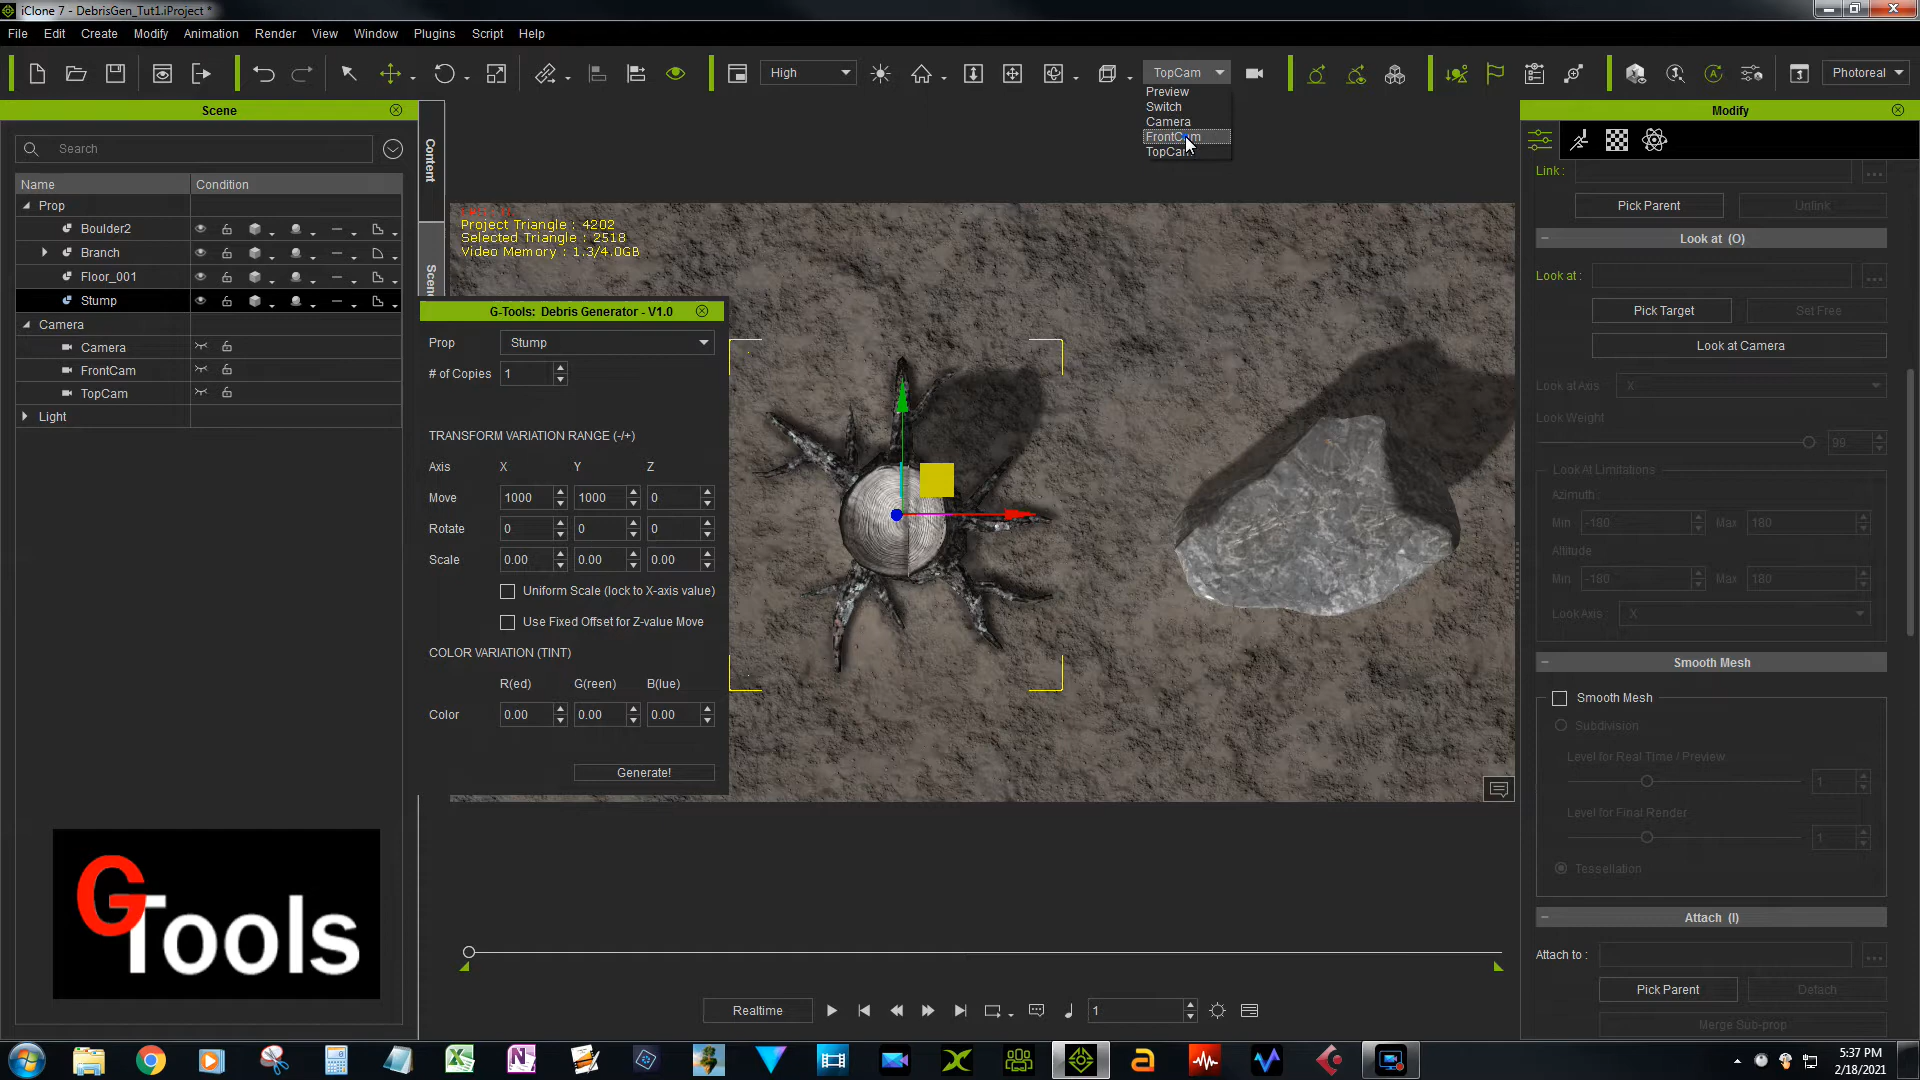 iClone 7 - DebrisGen_Tut1.iProject *
File Edit Create Modify Animation Render View Window Plugins Script Help
High
TopCam
Photoreal
Preview
Switch
Camera
FrontCam
TopCam
Scene
Search
Name Condition
Prop
Boulder2
Branch
Floor_001
Stump
Camera
Camera
FrontCam
TopCam
Light
Content
Scene
Project Triangle : 4202
Selected Triangle : 2518
Video Memory : 1.3/4.0GB
G-Tools: Debris Generator - V1.0
Prop Stump
# of Copies 1
TRANSFORM VARIATION RANGE (-/+)
Axis X Y Z
Move 1000 1000 0
Rotate 0 0 0
Scale 0.00 0.00 0.00
Uniform Scale (lock to X-axis value)
Use Fixed Offset for Z-value Move
COLOR VARIATION (TINT)
R(ed) G(reen) B(lue)
Color 0.00 0.00 0.00
Generate!
GTools
Realtime
1
Modify
Link :
Pick Parent Unlink
Look at (O)
Look at :
Pick Target Set Free
Look at Camera
Look at Axis X
Look Weight
99
Look At Limitations
Azimuth :
Min -180 Max 180
Altitude
Min -180 Max 180
Look Axis X
Smooth Mesh
Smooth Mesh
Subdivision
Level for Real Time / Preview
1
Level for Final Render
1
Tessellation
Attach (I)
Attach to :
Pick Parent Detach
Merge Sub-prop
5:37 PM
2/18/2021